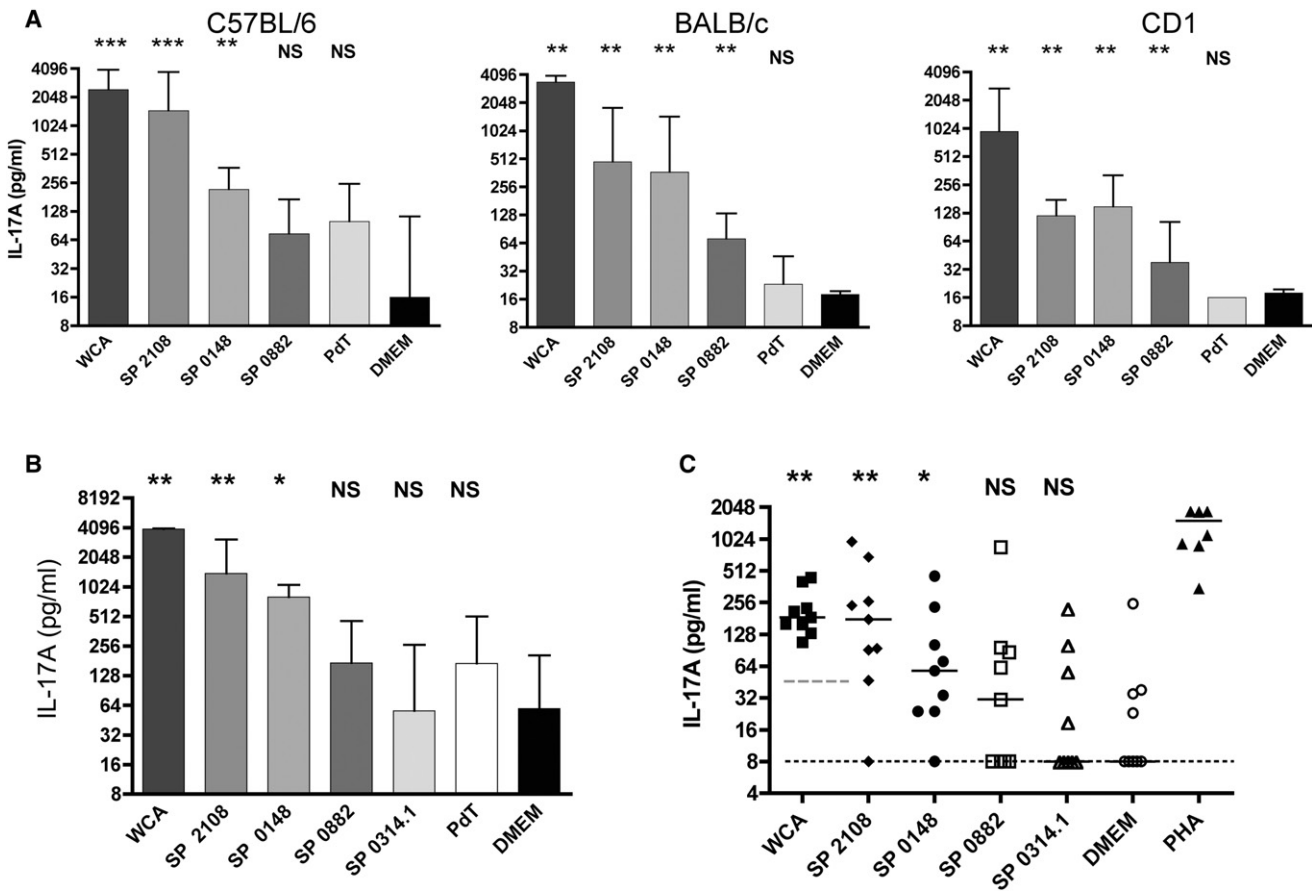 A
C57BL/6
*** *** ** NS NS
IL-17A (pg/ml)
4096
2048
1024
512
256
128
64
32
16
8
WCA
SP 2108
SP 0148
SP 0882
PdT
DMEM
BALB/c
** ** ** ** NS
4096
2048
1024
512
256
128
64
32
16
8
WCA
SP 2108
SP 0148
SP 0882
PdT
DMEM
CD1
** ** ** ** NS
4096
2048
1024
512
256
128
64
32
16
8
WCA
SP 2108
SP 0148
SP 0882
PdT
DMEM
B
** ** * NS NS NS
IL-17A (pg/ml)
8192
4096
2048
1024
512
256
128
64
32
16
8
WCA
SP 2108
SP 0148
SP 0882
SP 0314.1
PdT
DMEM
C
** ** * NS NS
IL-17A (pg/ml)
2048
1024
512
256
128
64
32
16
8
4
WCA
SP 2108
SP 0148
SP 0882
SP 0314.1
DMEM
PHA